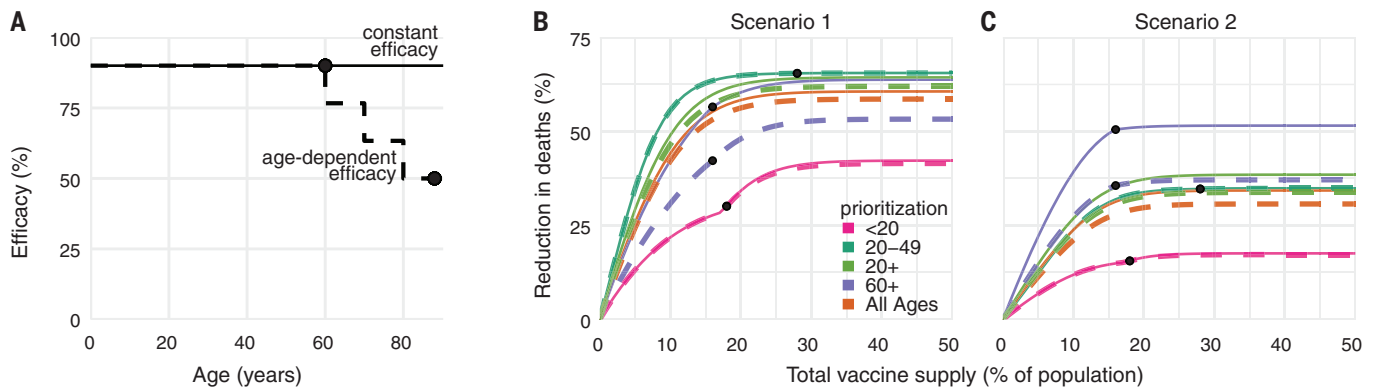 A
100
75
50
25
0
0
20
40
60
80
Efficacy (%)
Age (years)
constant
efficacy
age-dependent
efficacy
B
Scenario 1
75
50
25
0
0
10
20
30
40
50
Reduction in deaths (%)
prioritization
<20
20–49
20+
60+
All Ages
C
Scenario 2
0
10
20
30
40
50
Total vaccine supply (% of population)